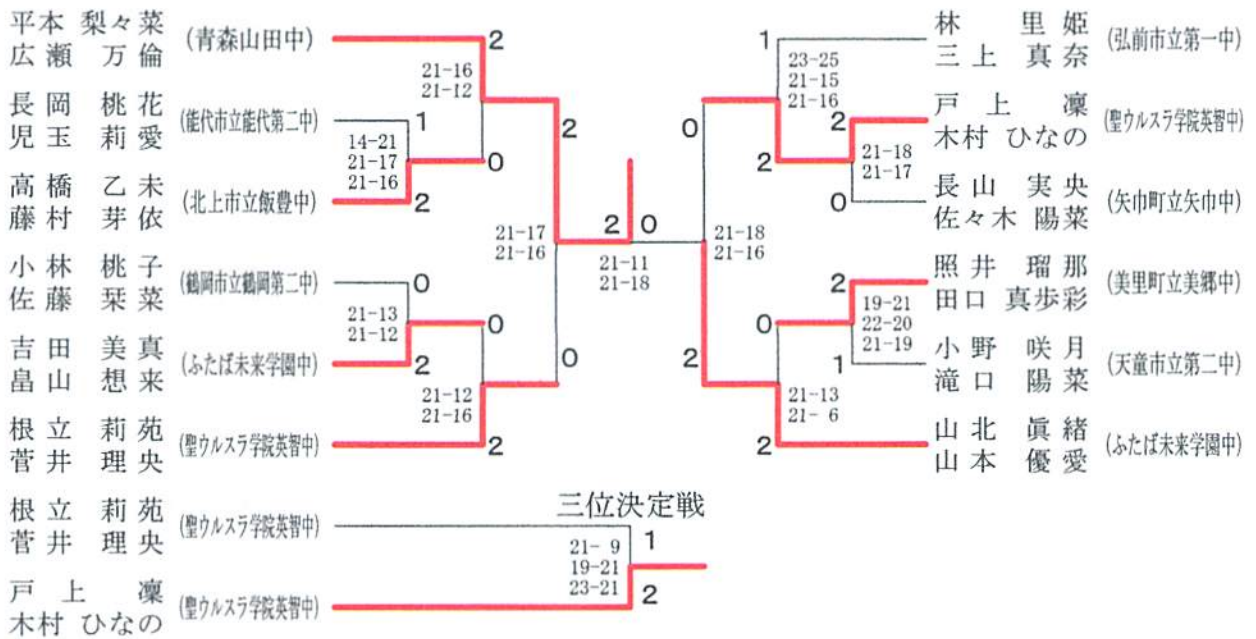 平本 梨々菜
広瀬 万倫
(青森山田中)
2
21-16
21-12
長岡 桃花
児玉 莉愛
(能代市立能代第二中)
1
14-21
21-17
21-16
0
高橋 乙未
藤村 芽依
(北上市立飯豊中)
2
2
21-17
21-16
小林 桃子
佐藤 栞菜
(鶴岡市立鶴岡第二中)
0
21-13
21-12
0
吉田 美真
畠山 想来
(ふたば未来学園中)
2
0
21-12
21-16
根立 莉苑
菅井 理央
(聖ウルスラ学院英智中)
2
2 0
21-11
21-18
林 里姫
三上 真奈
(弘前市立第一中)
1
23-25
21-15
21-16
戸上 凜
木村 ひなの
(聖ウルスラ学院英智中)
2
21-18
21-17
2
0
長山 実央
佐々木 陽菜
(矢巾町立矢巾中)
0
21-18
21-16
照井 瑠那
田口 真歩彩
(美里町立美郷中)
2
19-21
22-20
21-19
0
小野 咲月
滝口 陽菜
(天童市立第二中)
1
2
21-13
21- 6
山北 眞緒
山本 優愛
(ふたば未来学園中)
2
三位決定戦
根立 莉苑
菅井 理央
(聖ウルスラ学院英智中)
1
21- 9
19-21
23-21
戸上 凜
木村 ひなの
(聖ウルスラ学院英智中)
2